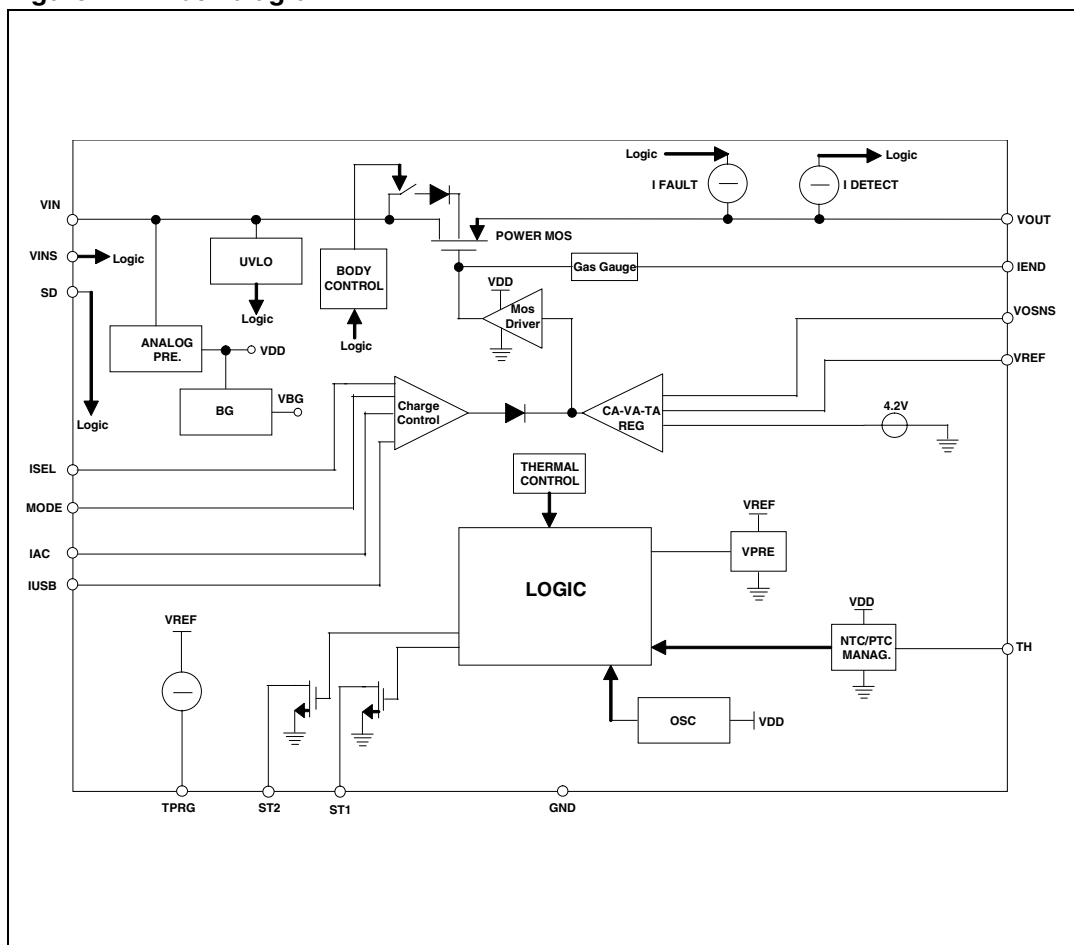 Logic
I FAULT
Logic
I DETECT
VIN
VOUT
POWER MOS
VINS
Logic
UVLO
BODY
CONTROL
Gas Gauge
IEND
SD
VDD
Mos
Driver
VOSNS
Logic
Logic
ANALOG
PRE.
VDD
VREF
BG
VBG
Charge
Control
CA-VA-TA
REG
4.2V
Logic
ISEL
THERMAL
CONTROL
MODE
VREF
IAC
VPRE
IUSB
LOGIC
VREF
VDD
NTC/PTC
MANAG.
TH
OSC
VDD
TPRG
ST2
ST1
GND